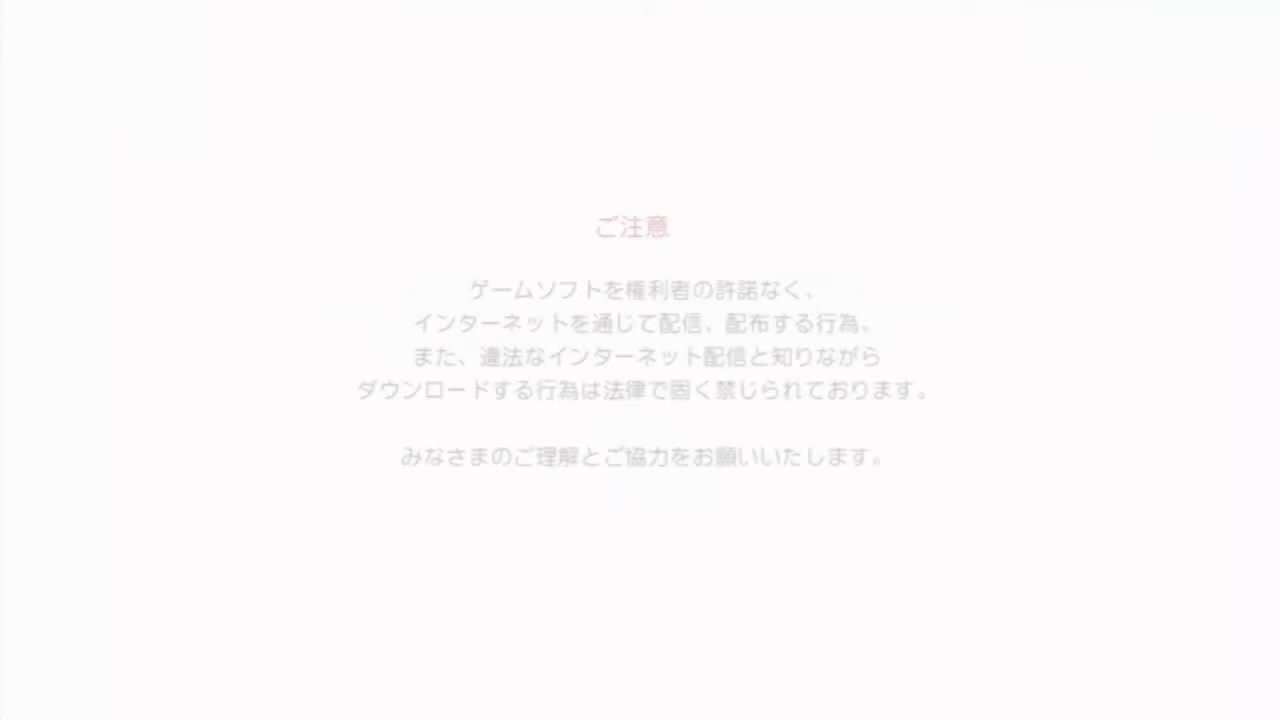 ご注意
ゲームソフトを権利者の許諾なく、
インターネットを通じて配信、配布する行為。
また、違法なインターネット配信と知りながら
ダウンロードする行為は法律で固く禁じられております。
みなさまのご理解とご協力をお願いいたします。